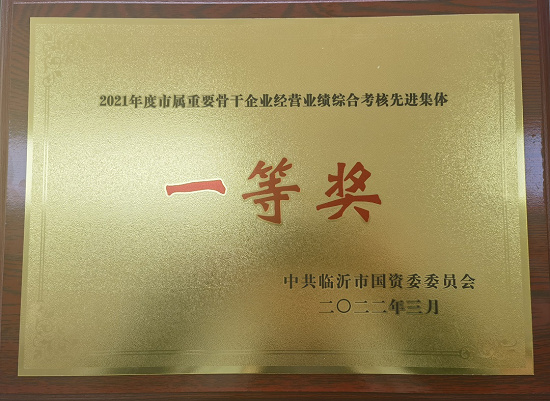 2021年度市属重要骨干企业经营业绩综合考核先进集体
一等奖
中共临沂市国资委委员会
二〇二二年三月